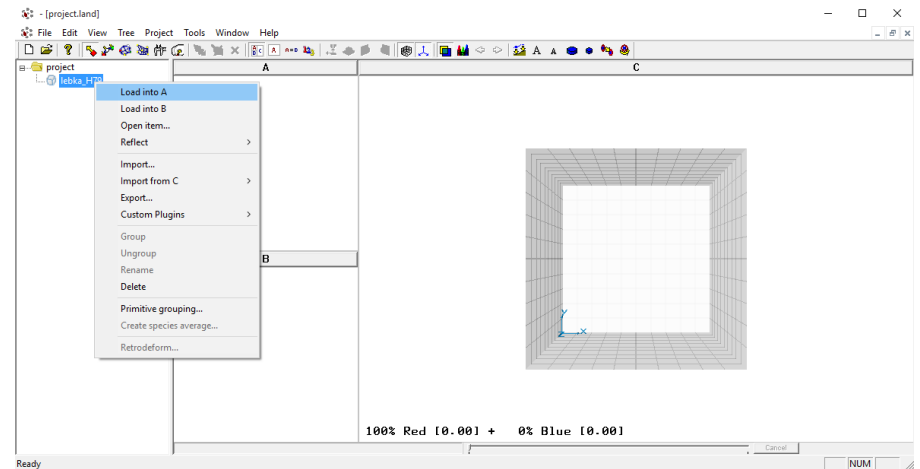 - [project.land]
File Edit View Tree Project Tools Window Help
project
lebka_H
A
C
Load into A
Load into B
Open item...
Reflect
Import...
Import from C
Export...
Custom Plugins
Group
Ungroup
Rename
Delete
Primitive grouping...
Create species average...
Retrodeform...
B
Y
Z X
100% Red [0.00] + 0% Blue [0.00]
Cancel
Ready
NUM